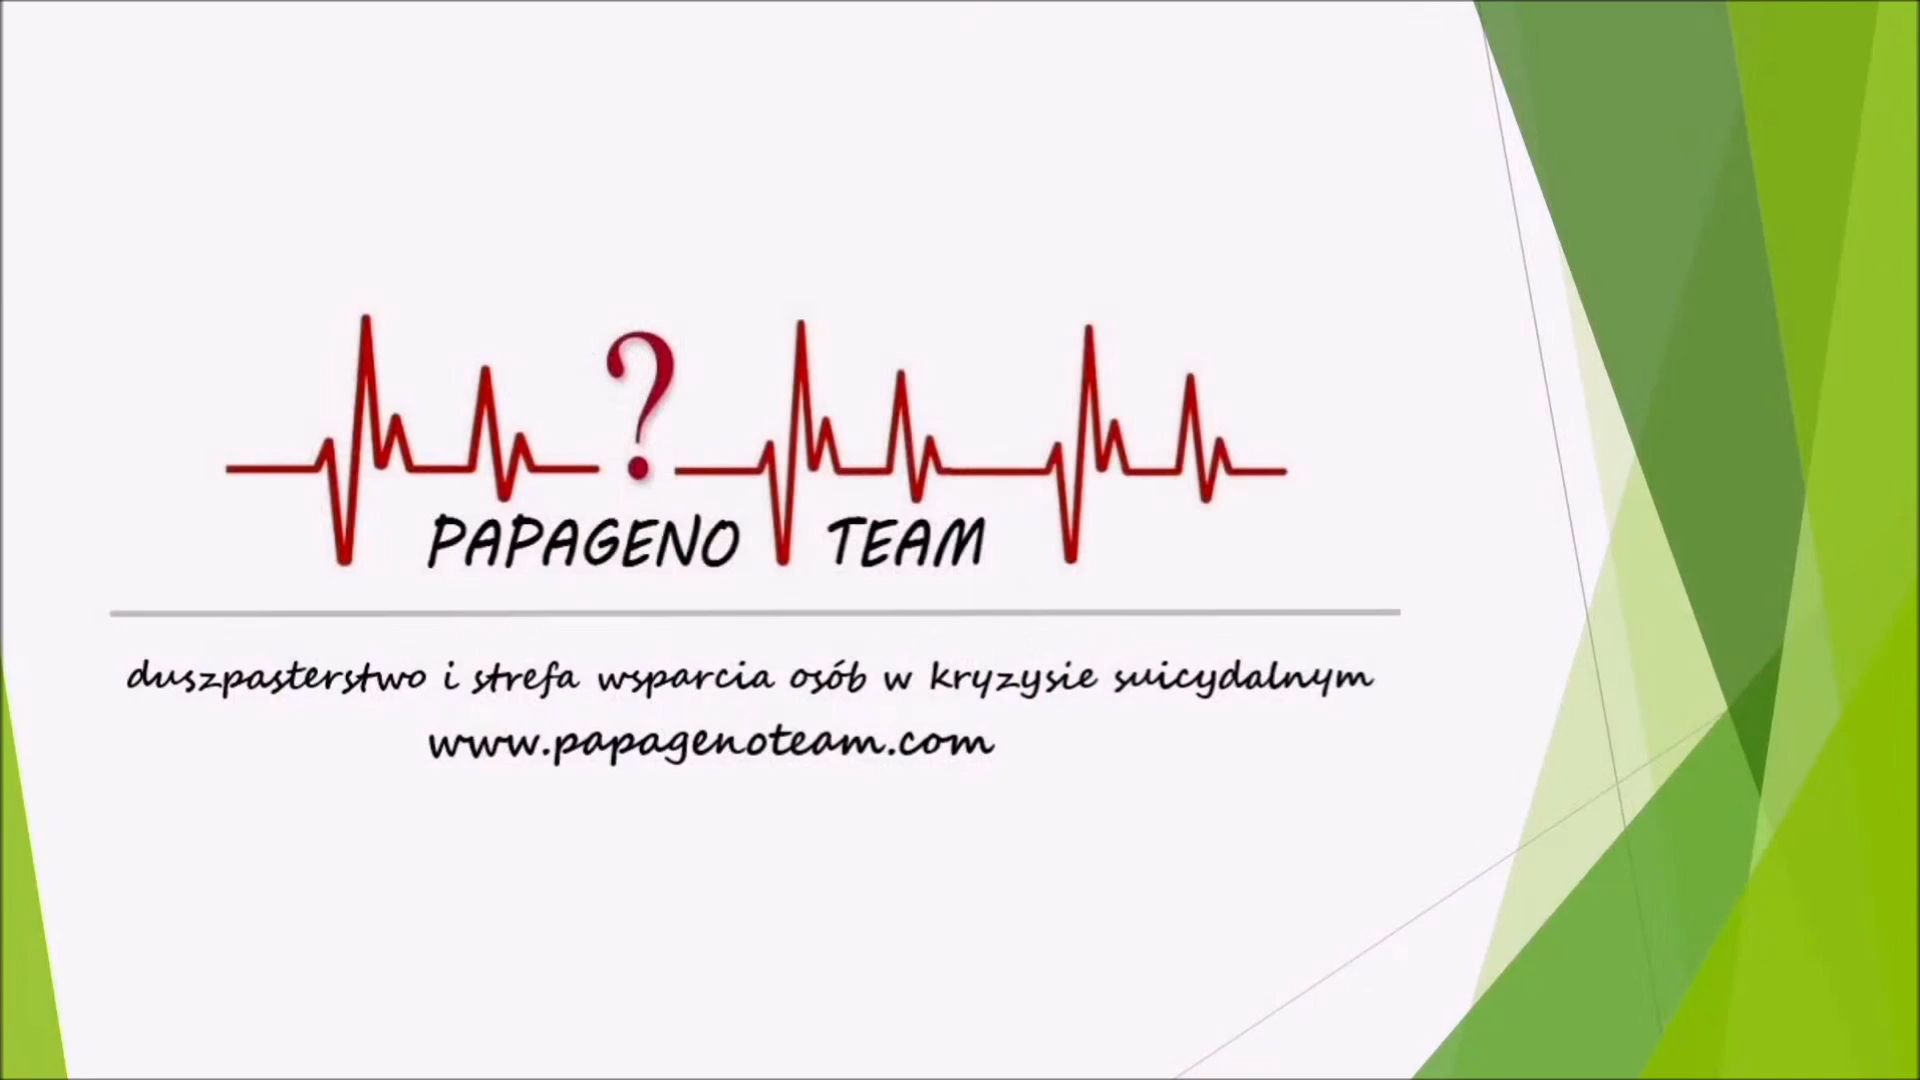 ?
PAPAGENO TEAM
duszpasterstwo i strefa wsparcia osób w kryzysie suicydalnym
www.papagenoteam.com